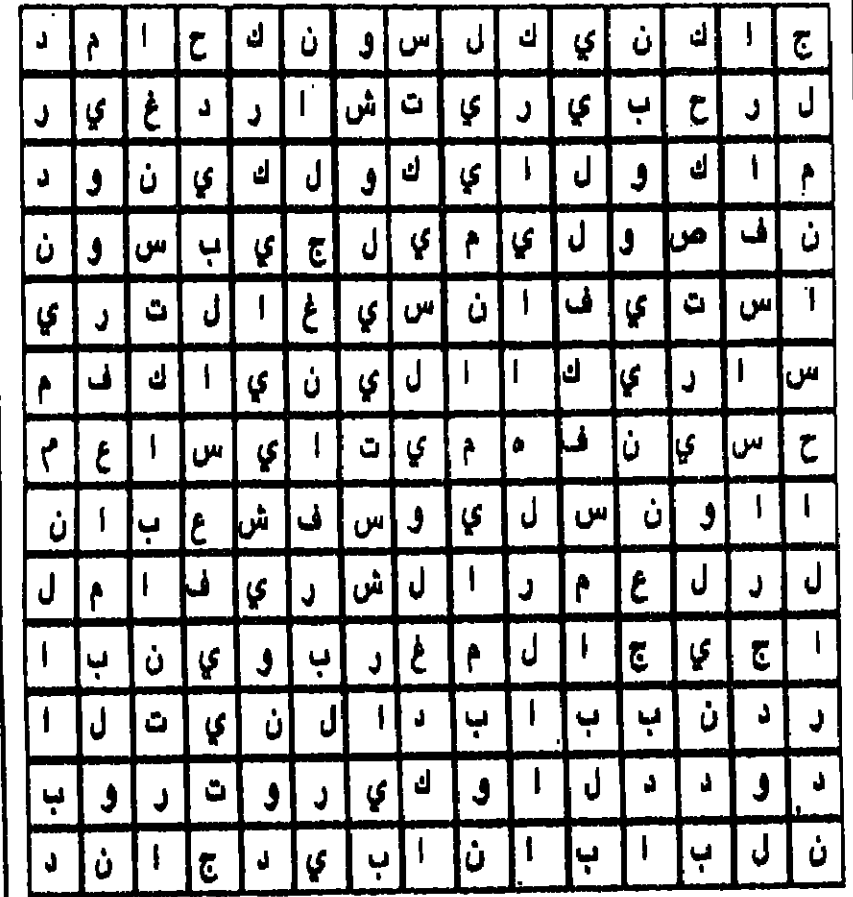 ج ا ك ن ي ك ل س و ن ك ح ا م د
ل ر ح ب ي ر ي ت ش ا ر د غ ي ر
م ا ك و ل ا ي ك و ل ك ي ن و د
ن ف ص و ل ي م ي ل ج ي ب س و ن
ا س ت ي ف ا ن س ي غ ا ل ت ر ي
س ا ر ي ك ا ا ل ي ن ي ا ك ف م
ح س ي ن ف ه م ي ت ا ي س ا ع م
ا ا و ن س ل ي و س ف ش ع ب ا ن
ل ر ل ع م ر ا ل ش ر ي ف ا م ل
ا ج ي ج ا ل م غ ر ب و ي ن ب ا
ر د ن ب ب ا ب د ا ل ن ي ت ل ا
د و د د ل ا و ك ي ر و ت ر و ب
ن ل ب ا ب ا ن ا ب ي د ج ا ن د